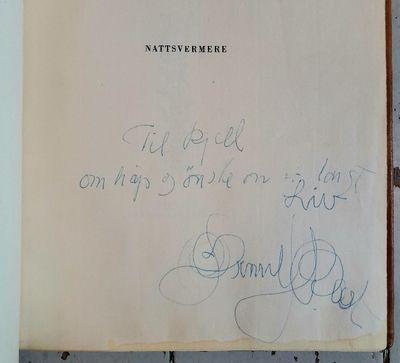 NATTSVERMERE
Til Kjell
om håp og ønske om langt
Liv